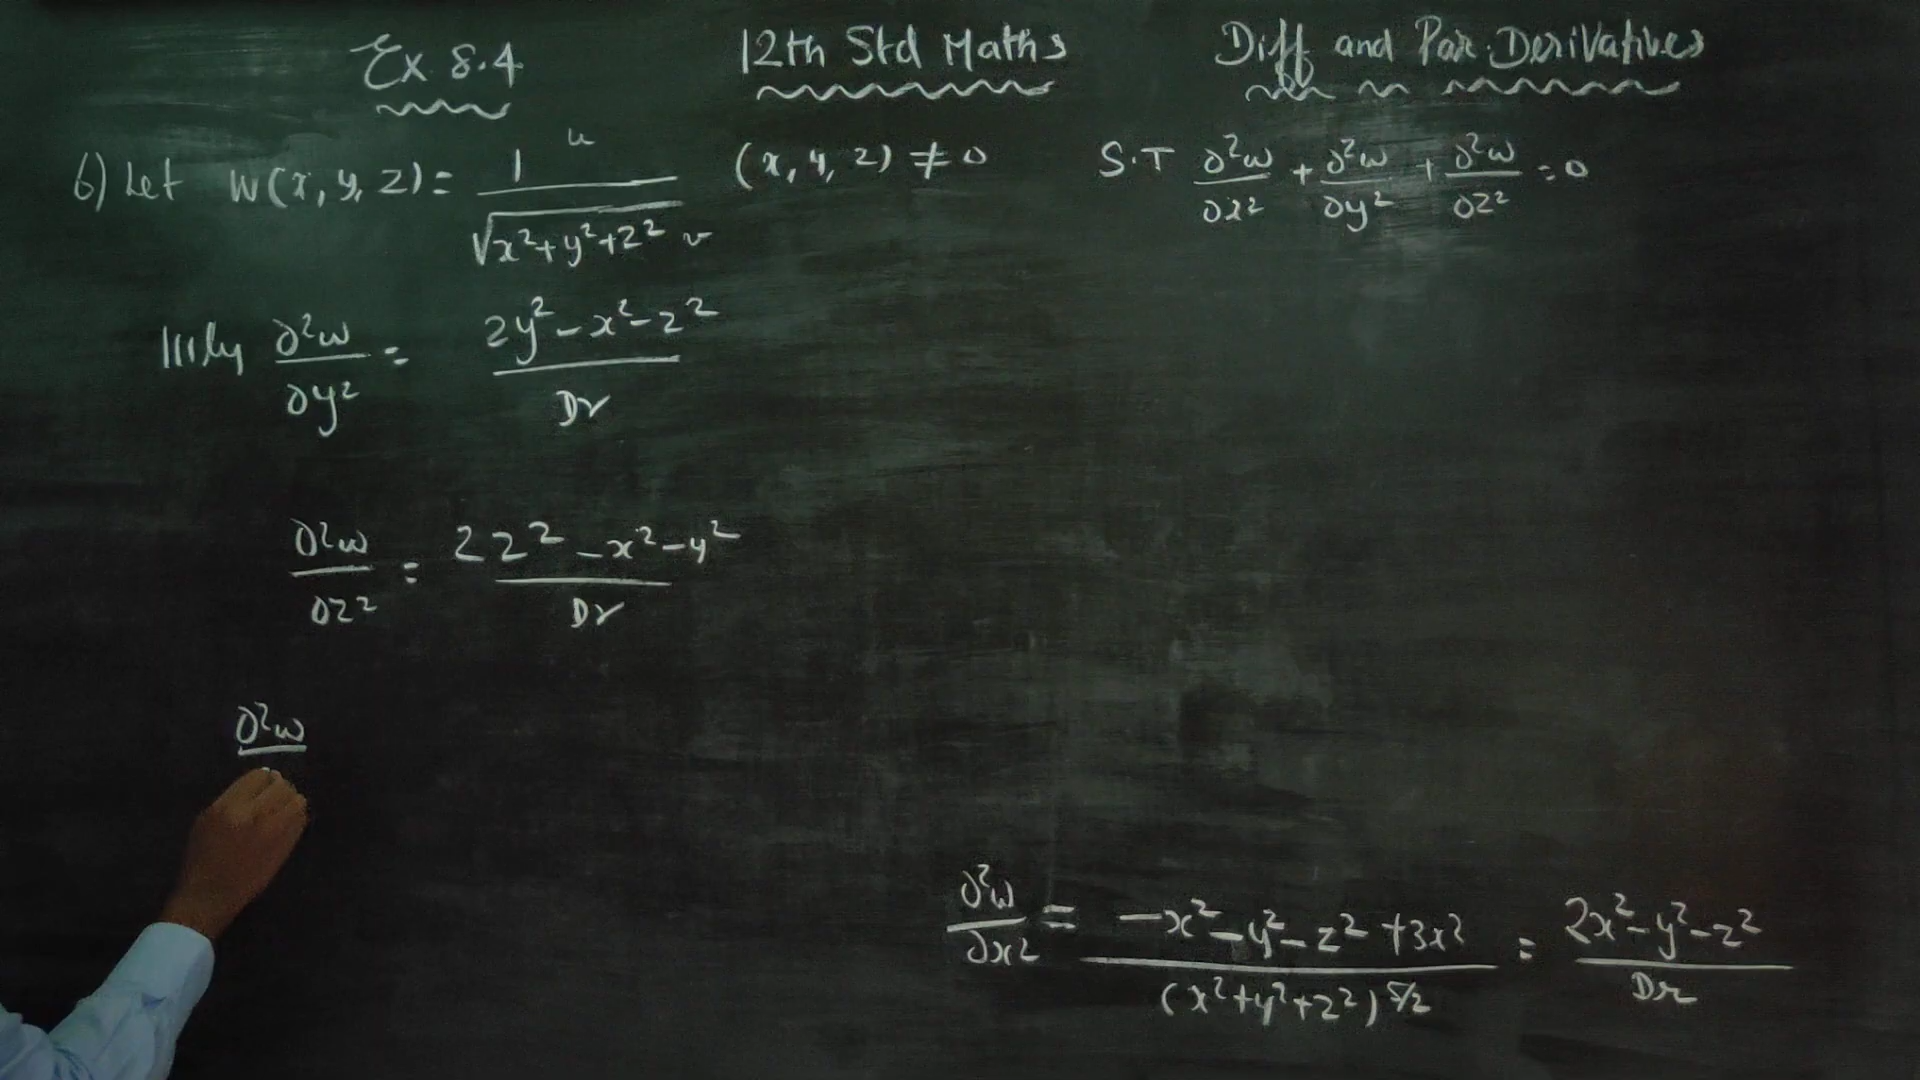 Ex 8.4 12th Std Maths Diff and Par. Derivatives
6) Let w(x, y, z) = 1 / √x²+y²+z² u v (x, y, z) ≠ 0 S.T ∂²w/∂x² + ∂²w/∂y² + ∂²w/∂z² = 0
lllly ∂²w/∂y² = 2y²-x²-z² / Dr
∂²w/∂z² = 2z²-x²-y² / Dr
∂²w
∂²w/∂x² = -x²-y²-z²+3x² / (x²+y²+z²)^5/2 = 2x²-y²-z² / Dr